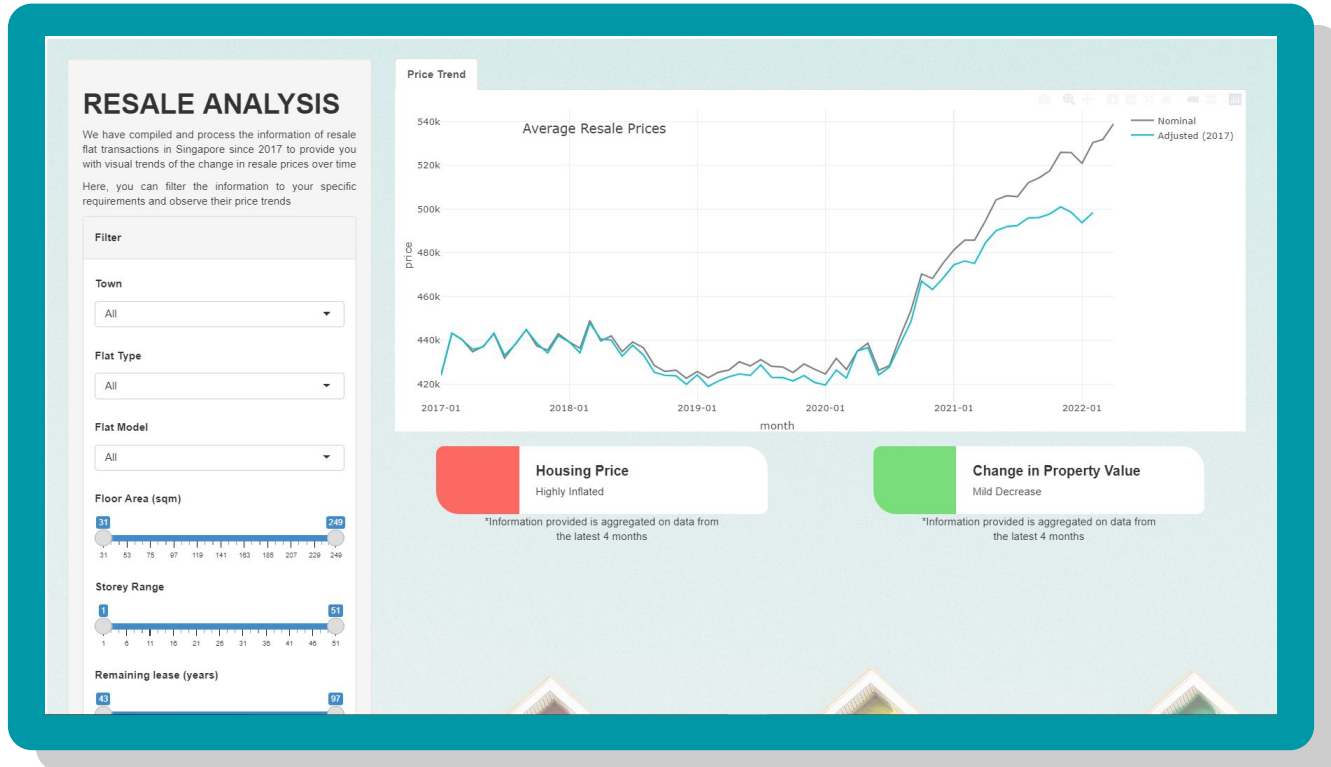 RESALE ANALYSIS
We have compiled and process the information of resale
flat transactions in Singapore since 2017 to provide you
with visual trends of the change in resale prices over time
Here, you can filter the information to your specific
requirements and observe their price trends
Filter
Town
All
Flat Type
All
Flat Model
All
Floor Area (sqm)
31 249
31 53 75 97 119 141 163 185 207 229 249
Storey Range
1 51
1 6 11 16 21 26 31 36 41 46 51
Remaining lease (years)
43 97
Price Trend
Average Resale Prices
Nominal
Adjusted (2017)
540k
520k
500k
480k
460k
440k
420k
price
2017-01 2018-01 2019-01 2020-01 2021-01 2022-01
month
Housing Price
Highly Inflated
*Information provided is aggregated on data from
the latest 4 months
Change in Property Value
Mild Decrease
*Information provided is aggregated on data from
the latest 4 months